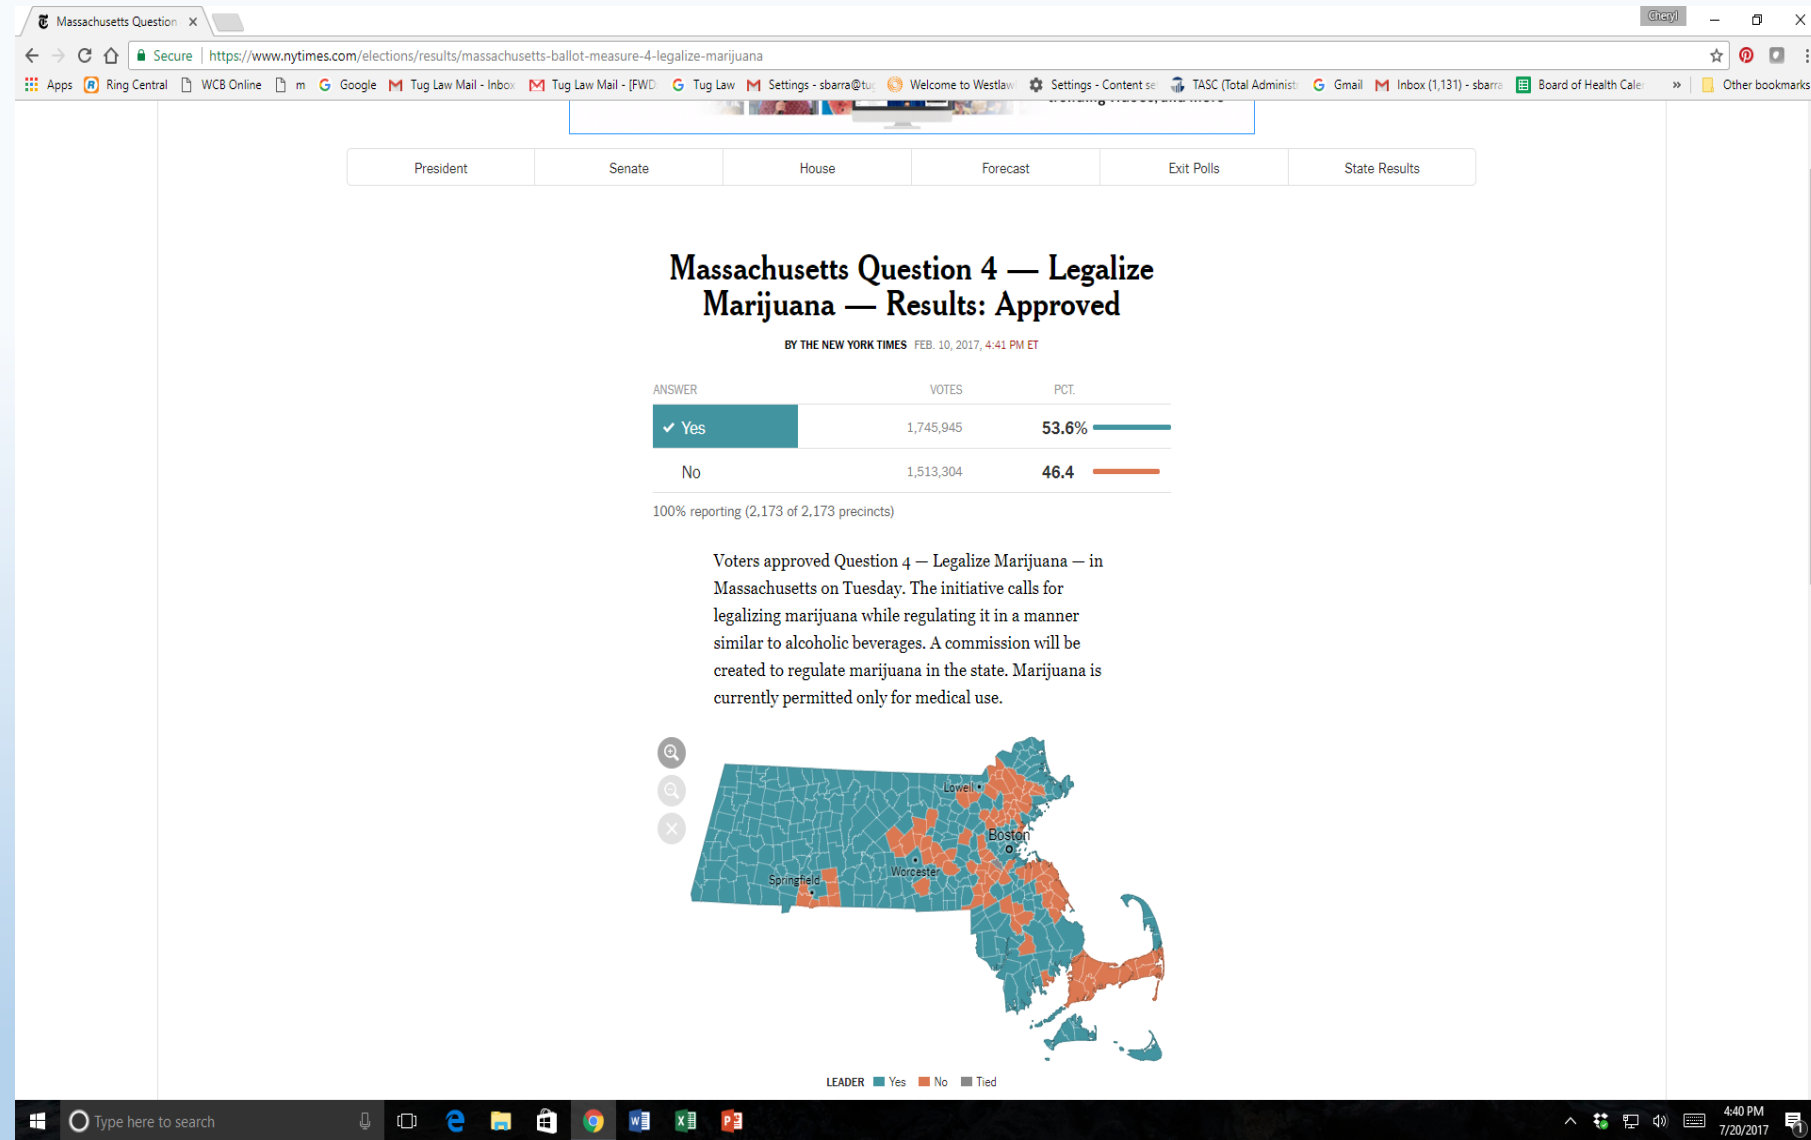 Massachusetts Question
Cheryl
Secure https://www.nytimes.com/elections/results/massachusetts-ballot-measure-4-legalize-marijuana
Apps Ring Central WCB Online m Google Tug Law Mail - Inbox Tug Law Mail - [FWD: Tug Law Settings - sbarra@tu Welcome to Westlaw Settings - Content se TASC (Total Administ Gmail Inbox (1,131) - sbarra Board of Health Caler » Other bookmarks
President Senate House Forecast Exit Polls State Results
Massachusetts Question 4 — Legalize
Marijuana — Results: Approved
BY THE NEW YORK TIMES FEB. 10, 2017, 4:41 PM ET
ANSWER VOTES PCT.
Yes 1,745,945 53.6%
No 1,513,304 46.4
100% reporting (2,173 of 2,173 precincts)
Voters approved Question 4 — Legalize Marijuana — in
Massachusetts on Tuesday. The initiative calls for
legalizing marijuana while regulating it in a manner
similar to alcoholic beverages. A commission will be
created to regulate marijuana in the state. Marijuana is
currently permitted only for medical use.
Lowell
Boston
Worcester
Springfield
LEADER Yes No Tied
Type here to search
4:40 PM
7/20/2017
1